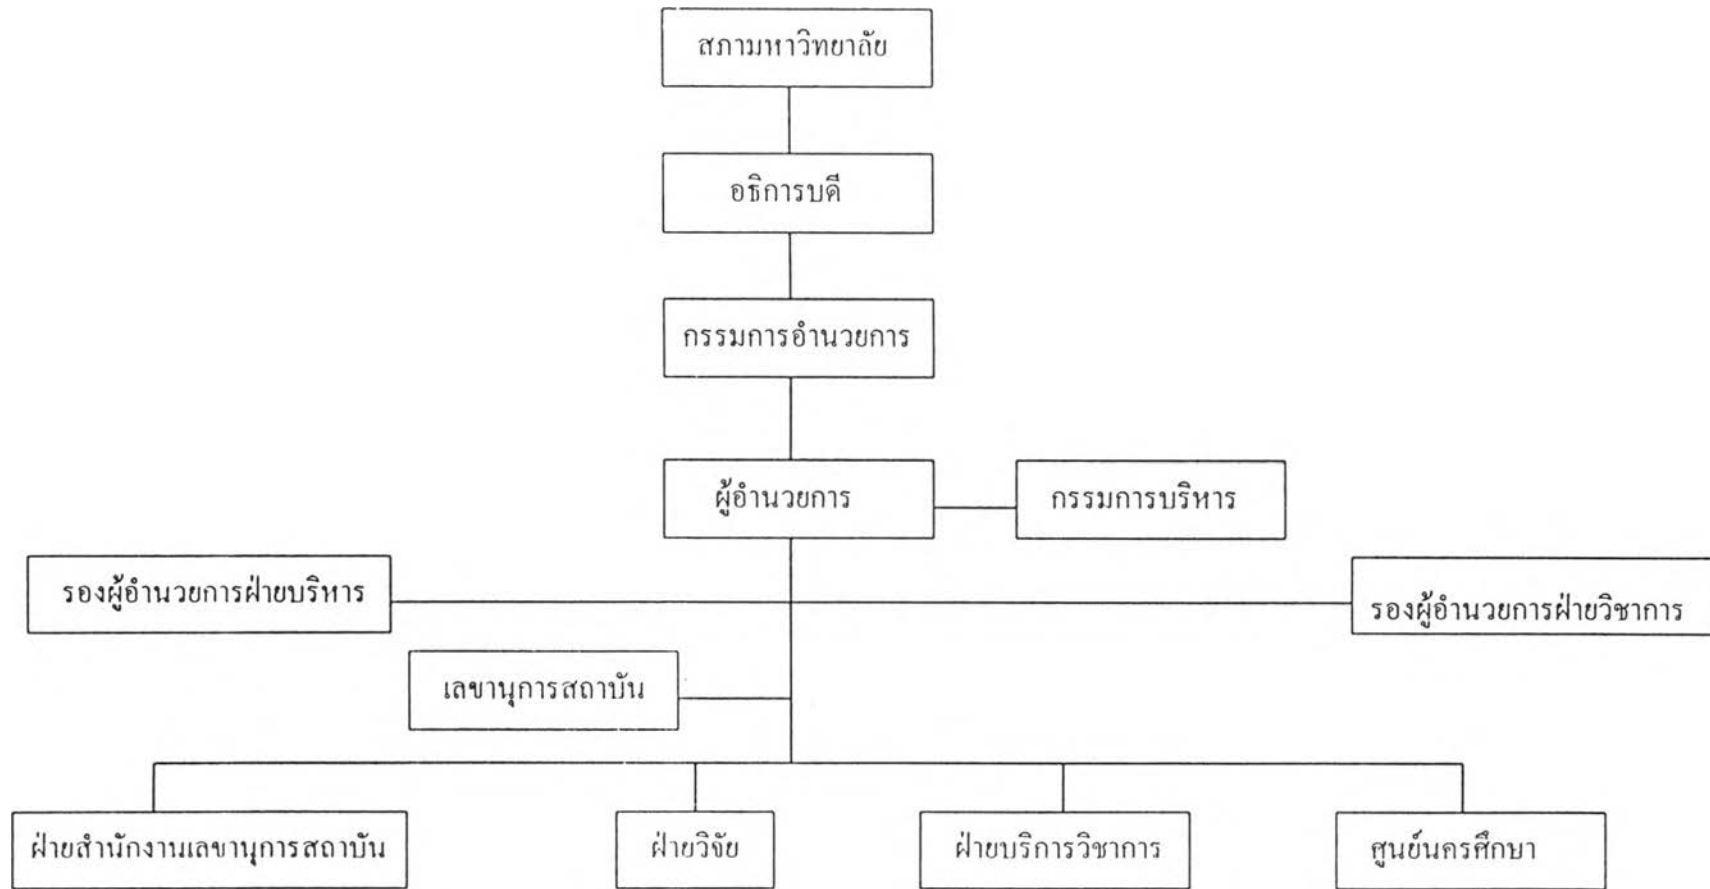 สภามหาวิทยาลัย
อธิการบดี
กรรมการอำนวยการ
ผู้อำนวยการ
กรรมการบริหาร
รองผู้อำนวยการฝ่ายบริหาร
รองผู้อำนวยการฝ่ายวิชาการ
เลขานุการสถาบัน
ฝ่ายสำนักงานเลขานุการสถาบัน
ฝ่ายวิจัย
ฝ่ายบริการวิชาการ
ศูนย์นครศึกษา